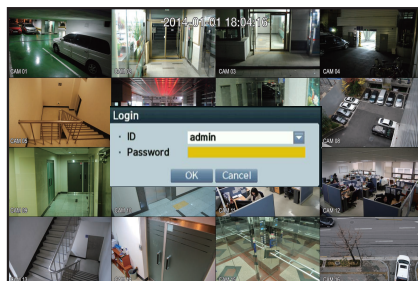 2014-01-01 18:04:16
CAM 01
CAM 03
CAM 04
Login
· ID admin
· Password
CAM 08
OK Cancel
CAM 12